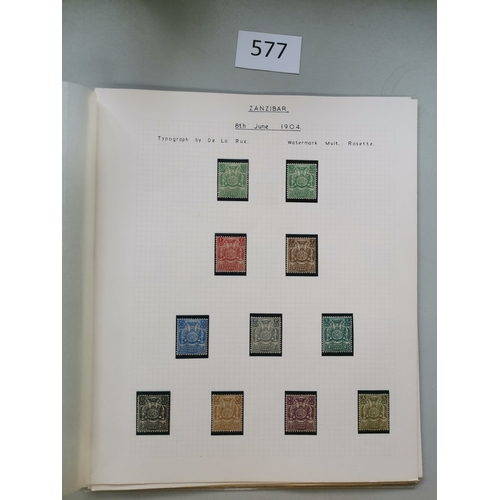 577
ZANZIBAR.
8th June 1904.
Typograph by De La Rue. Watermark Mult. Rosette.